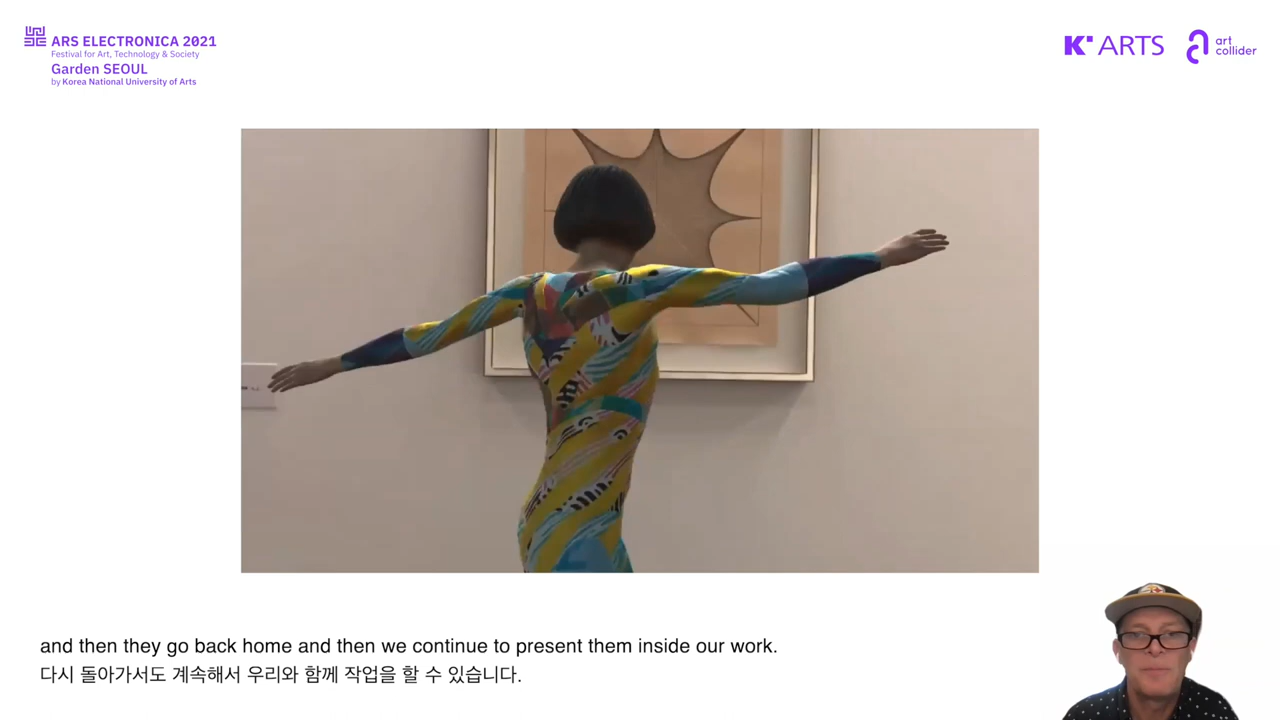 ARS ELECTRONICA 2021
Festival for Art, Technology & Society
Garden SEOUL
by Korea National University of Arts
K' ARTS
art
collider
and then they go back home and then we continue to present them inside our work.
다시 돌아가서도 계속해서 우리와 함께 작업을 할 수 있습니다.